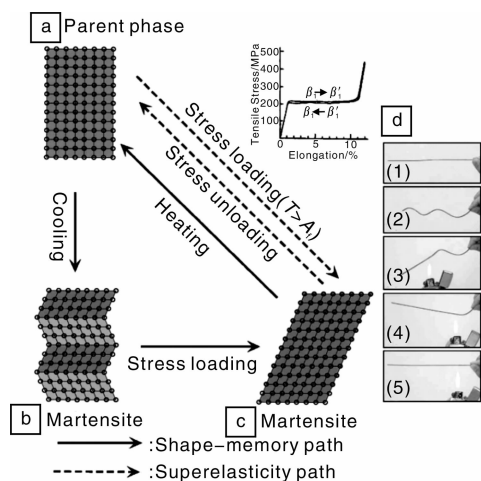 a Parent phase
500
400
300
200
100
0
Tensile Stress/MPa
β₁→β′₁
β₁←β′₁
0 5 10
Elongation/%
Stress loading(T>Af)
Stress unloading
Heating
Cooling
d
(1)
(2)
(3)
(4)
(5)
Stress loading
b Martensite
c Martensite
:Shape-memory path
:Superelasticity path